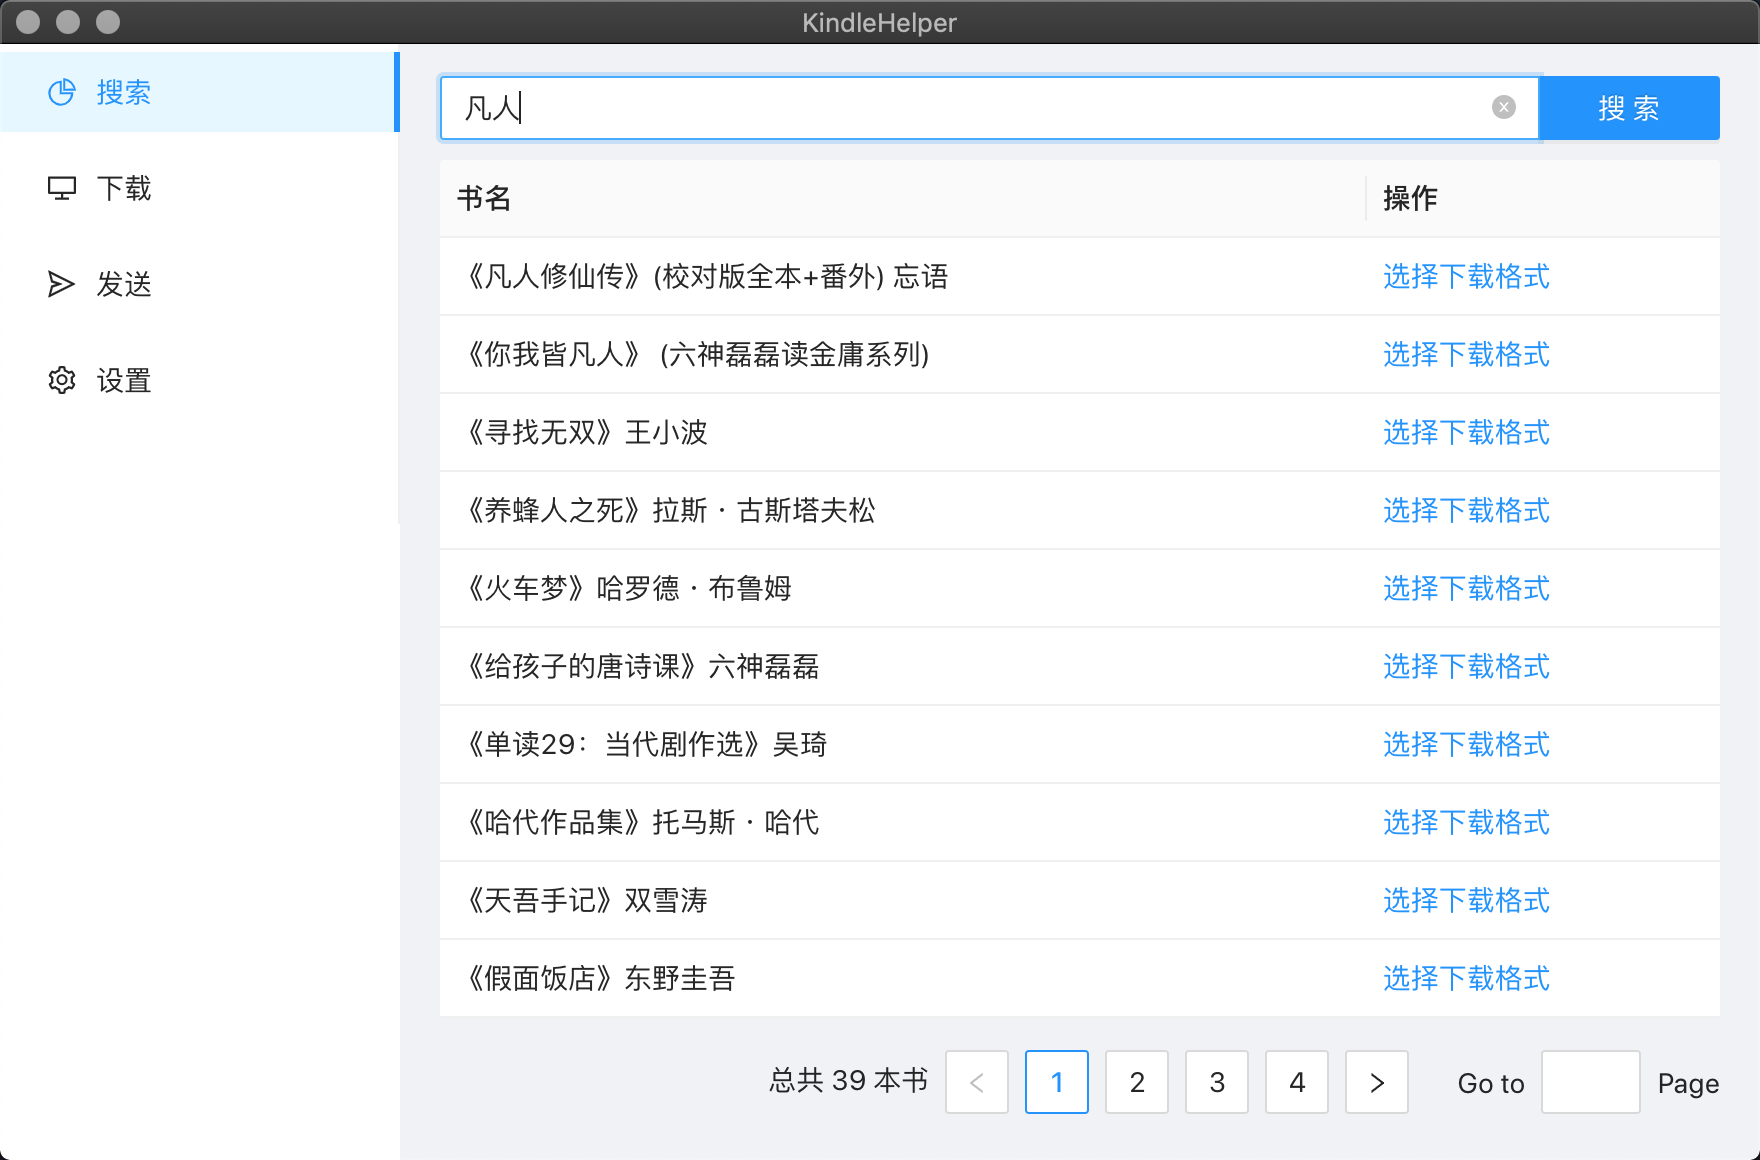 KindleHelper
搜索
下载
发送
设置
凡人
搜 索
书名 操作
《凡人修仙传》(校对版全本+番外) 忘语 选择下载格式
《你我皆凡人》 (六神磊磊读金庸系列) 选择下载格式
《寻找无双》王小波 选择下载格式
《养蜂人之死》拉斯·古斯塔夫松 选择下载格式
《火车梦》哈罗德·布鲁姆 选择下载格式
《给孩子的唐诗课》六神磊磊 选择下载格式
《单读29：当代剧作选》吴琦 选择下载格式
《哈代作品集》托马斯·哈代 选择下载格式
《天吾手记》双雪涛 选择下载格式
《假面饭店》东野圭吾 选择下载格式
总共 39 本书 < 1 2 3 4 > Go to Page